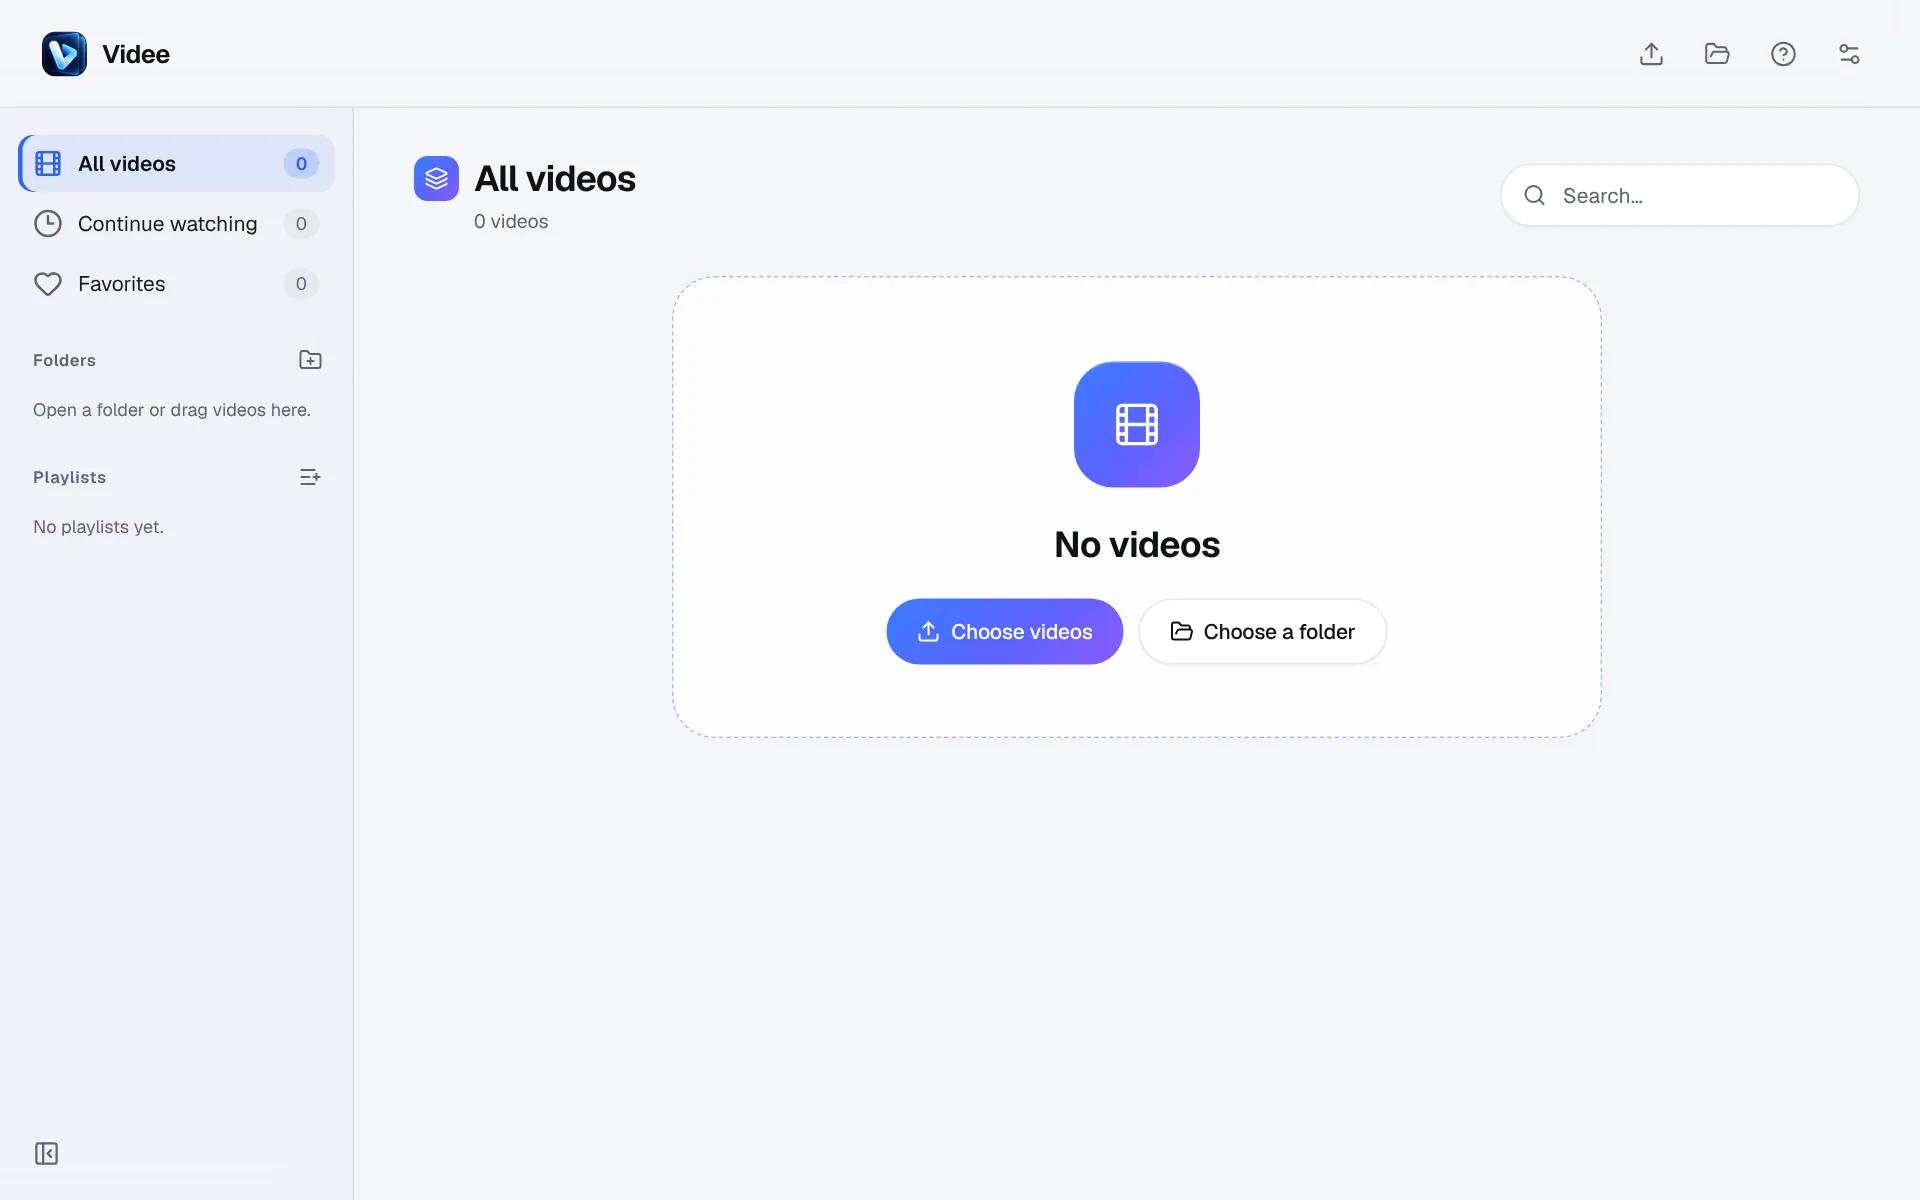 Videe
All videos 0
Continue watching 0
Favorites 0
Folders
Open a folder or drag videos here.
Playlists
No playlists yet.
All videos
0 videos
Search...
No videos
Choose videos
Choose a folder